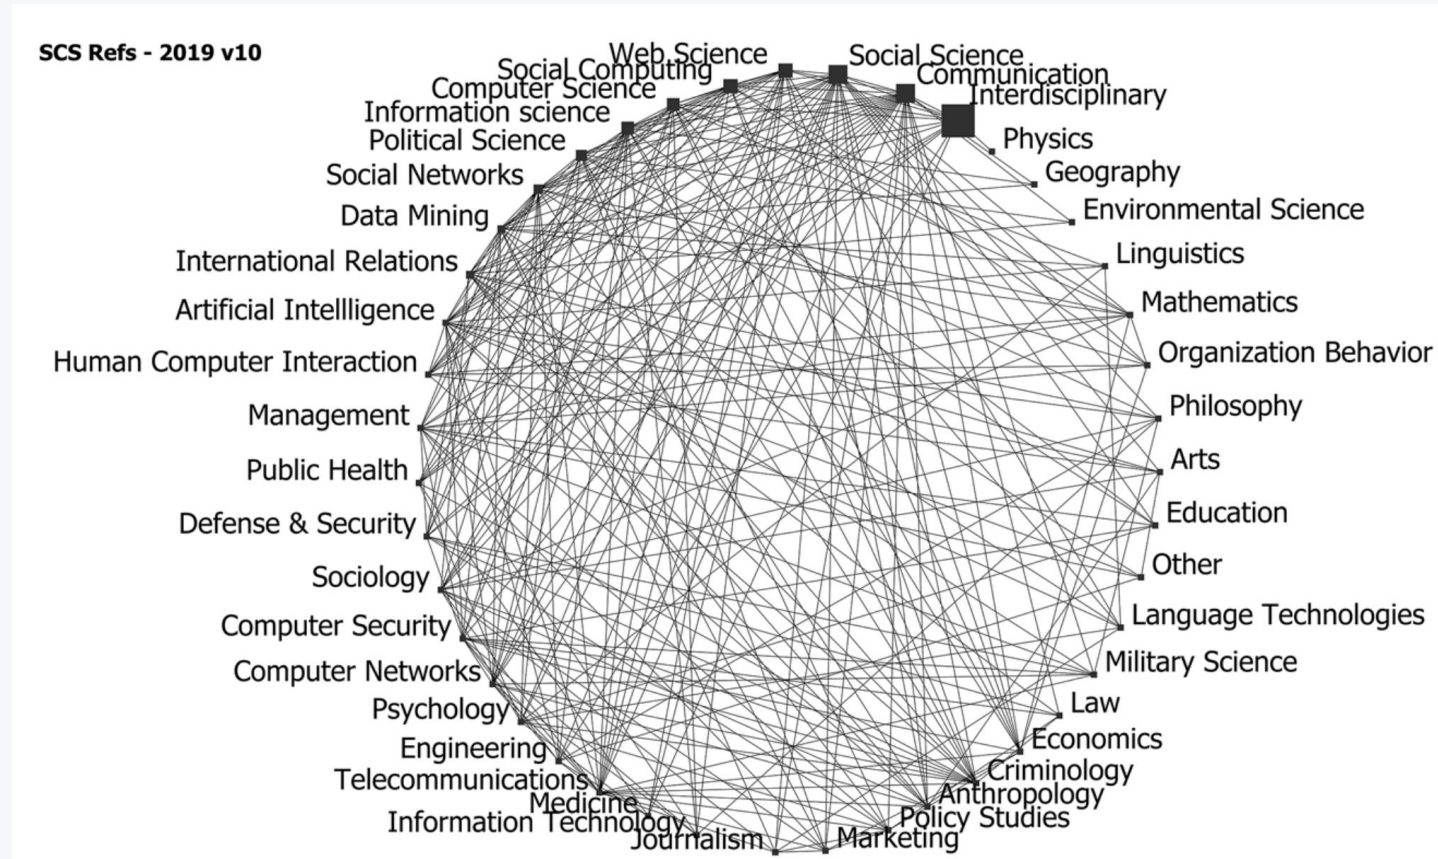 SCS Refs - 2019 v10
Web Science
Social Science
Social Computing
Communication
Computer Science
Interdisciplinary
Information science
Physics
Political Science
Geography
Social Networks
Environmental Science
Data Mining
Linguistics
International Relations
Mathematics
Artificial Intellligence
Organization Behavior
Human Computer Interaction
Philosophy
Management
Arts
Public Health
Education
Defense & Security
Other
Sociology
Language Technologies
Computer Security
Military Science
Computer Networks
Law
Psychology
Economics
Engineering
Criminology
Telecommunications
Anthropology
Medicine
Policy Studies
Information Technology
Marketing
Journalism